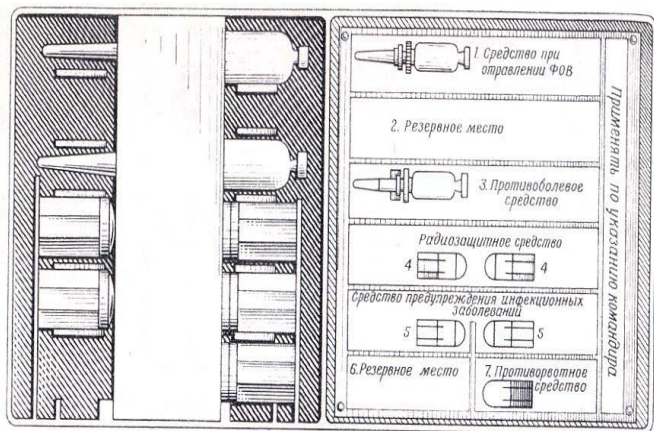 1. Средство при
отравлении ФОВ
2. Резервное место
3. Противоболевое
средство
Радиозащитное средство
4
4
Средство предупреждения инфекционных
заболеваний
5
5
6. Резервное место
7. Противорвотное
средство
Применять по указанию командира.